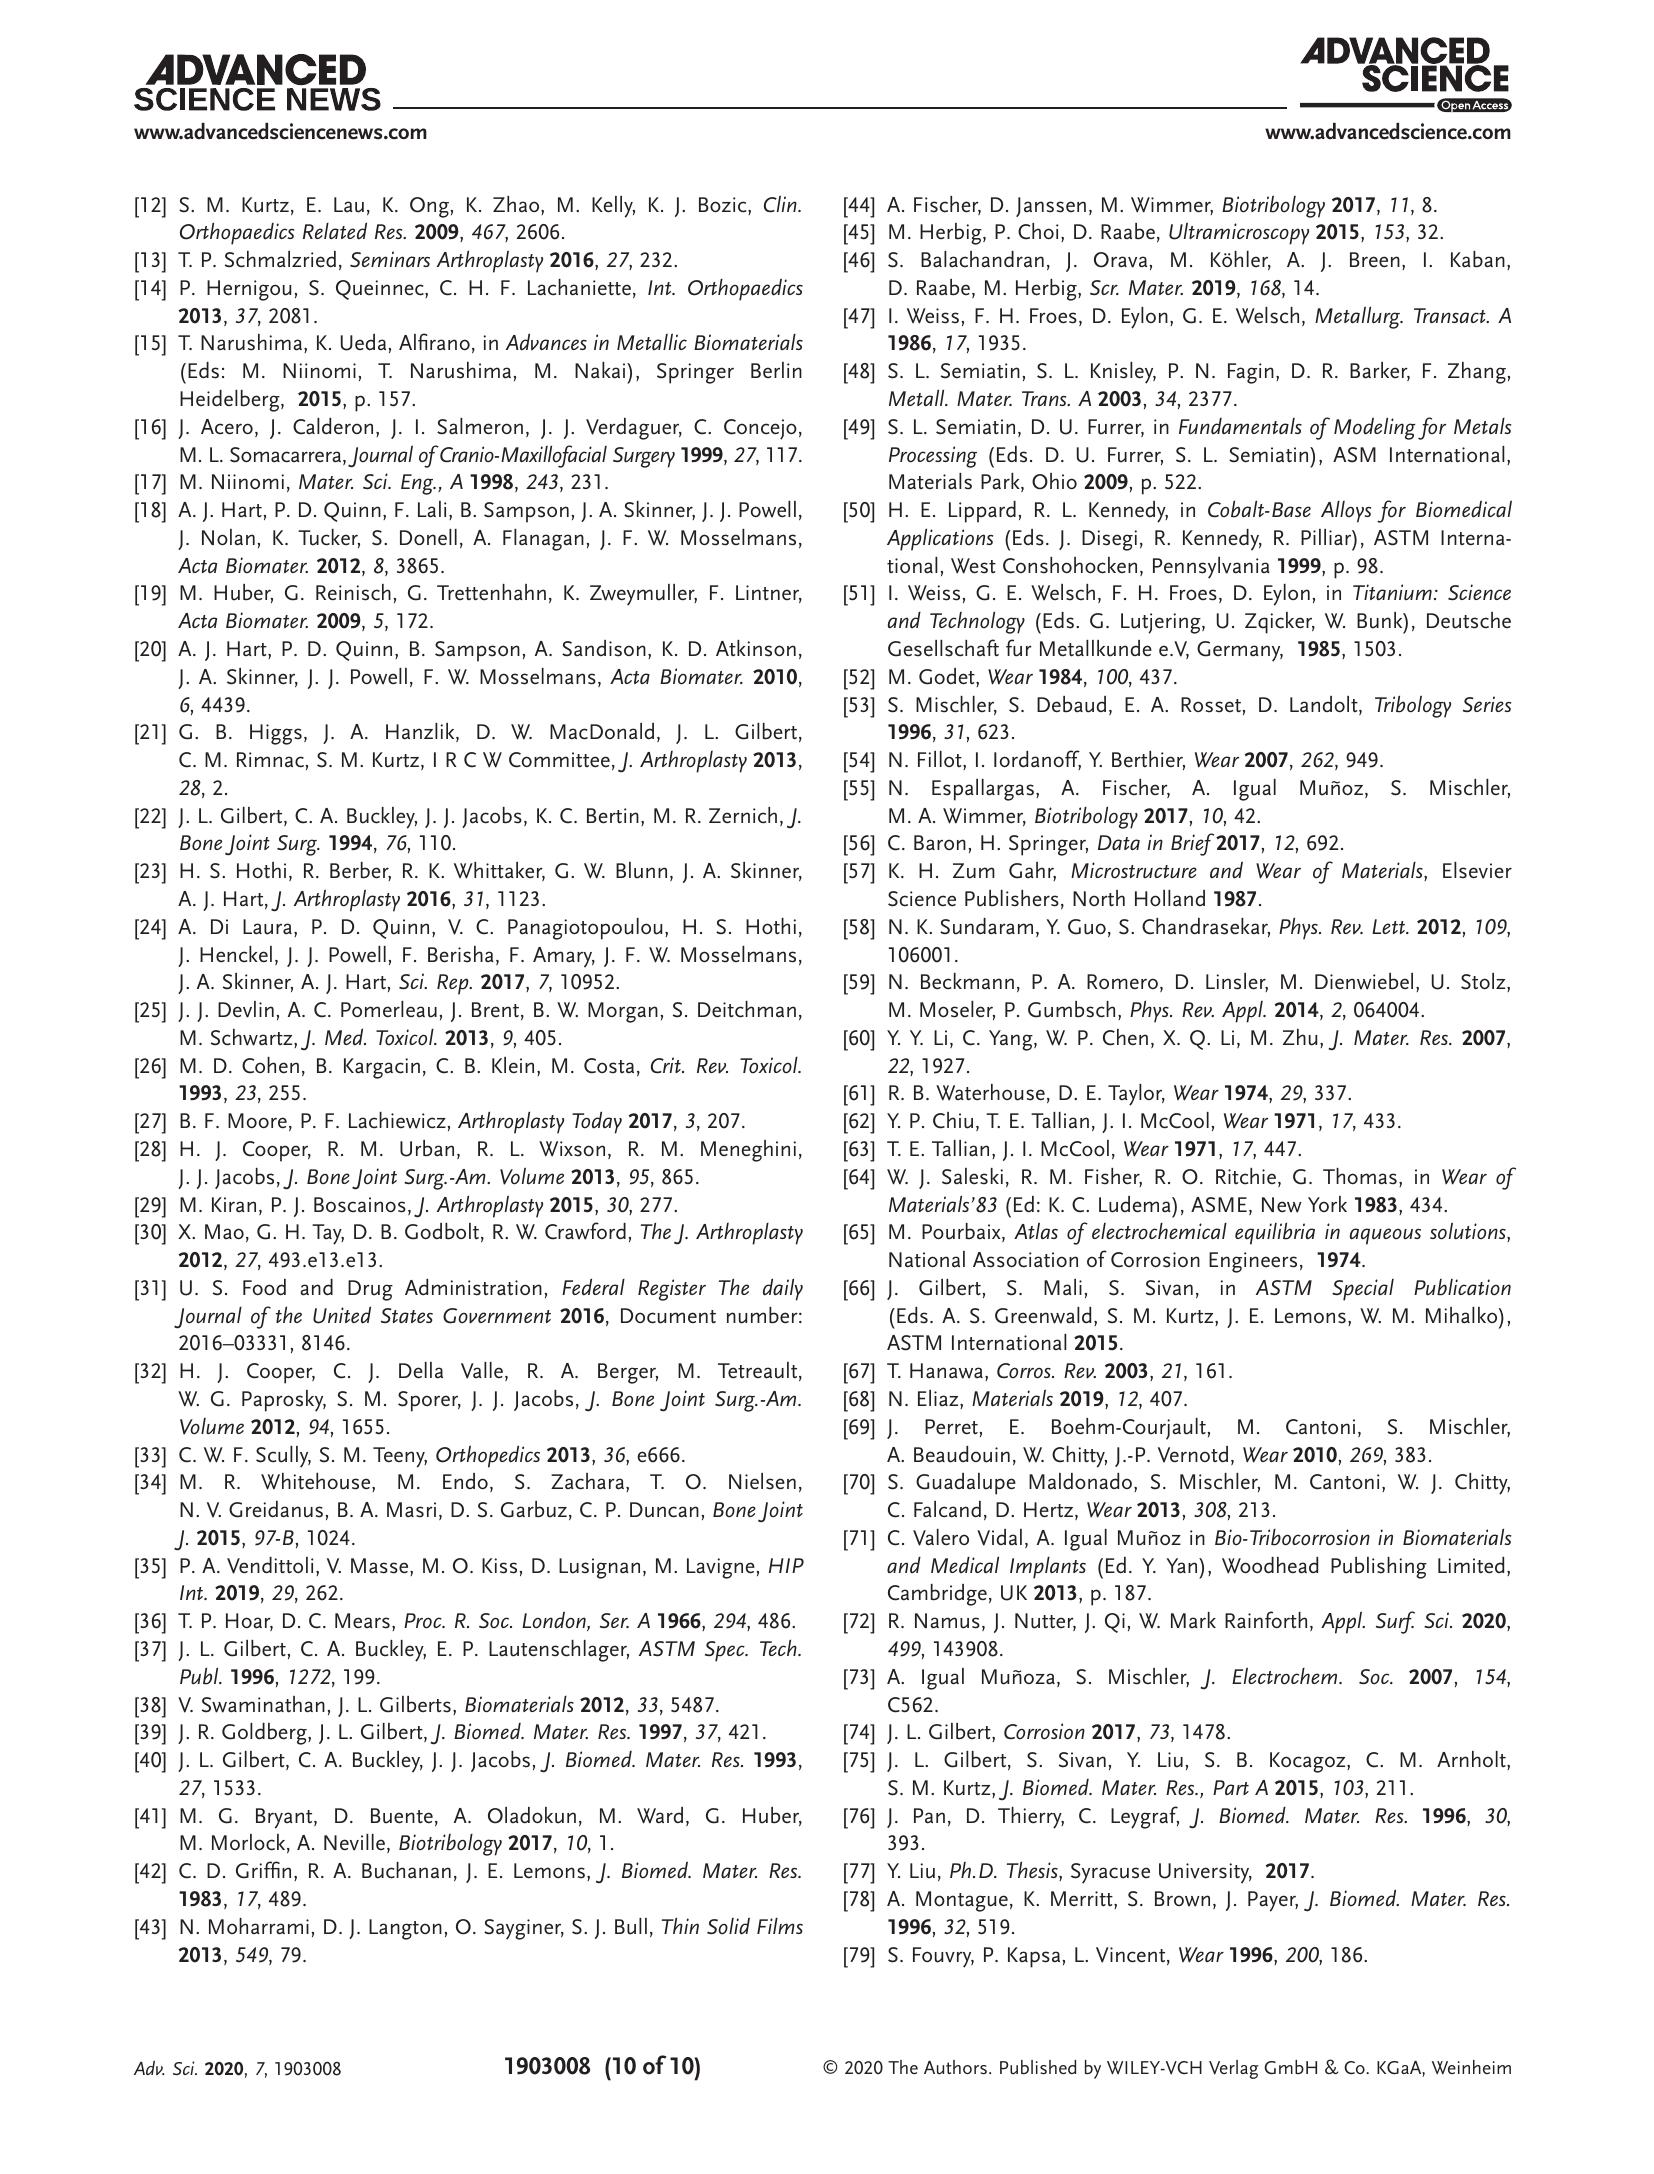 ADVANCED
SCIENCE NEWS
www.advancedsciencenews.com
ADVANCED
SCIENCE
Open Access
www.advancedscience.com
[12] S. M. Kurtz, E. Lau, K. Ong, K. Zhao, M. Kelly, K. J. Bozic, Clin.
Orthopaedics Related Res. 2009, 467, 2606.
[13] T. P. Schmalzried, Seminars Arthroplasty 2016, 27, 232.
[14] P. Hernigou, S. Queinnec, C. H. F. Lachaniette, Int. Orthopaedics
2013, 37, 2081.
[15] T. Narushima, K. Ueda, Alfirano, in Advances in Metallic Biomaterials
(Eds: M. Niinomi, T. Narushima, M. Nakai), Springer Berlin
Heidelberg, 2015, p. 157.
[16] J. Acero, J. Calderon, J. I. Salmeron, J. J. Verdaguer, C. Concejo,
M. L. Somacarrera, Journal of Cranio-Maxillofacial Surgery 1999, 27, 117.
[17] M. Niinomi, Mater. Sci. Eng., A 1998, 243, 231.
[18] A. J. Hart, P. D. Quinn, F. Lali, B. Sampson, J. A. Skinner, J. J. Powell,
J. Nolan, K. Tucker, S. Donell, A. Flanagan, J. F. W. Mosselmans,
Acta Biomater. 2012, 8, 3865.
[19] M. Huber, G. Reinisch, G. Trettenhahn, K. Zweymuller, F. Lintner,
Acta Biomater. 2009, 5, 172.
[20] A. J. Hart, P. D. Quinn, B. Sampson, A. Sandison, K. D. Atkinson,
J. A. Skinner, J. J. Powell, F. W. Mosselmans, Acta Biomater. 2010,
6, 4439.
[21] G. B. Higgs, J. A. Hanzlik, D. W. MacDonald, J. L. Gilbert,
C. M. Rimnac, S. M. Kurtz, I R C W Committee, J. Arthroplasty 2013,
28, 2.
[22] J. L. Gilbert, C. A. Buckley, J. J. Jacobs, K. C. Bertin, M. R. Zernich, J.
Bone Joint Surg. 1994, 76, 110.
[23] H. S. Hothi, R. Berber, R. K. Whittaker, G. W. Blunn, J. A. Skinner,
A. J. Hart, J. Arthroplasty 2016, 31, 1123.
[24] A. Di Laura, P. D. Quinn, V. C. Panagiotopoulou, H. S. Hothi,
J. Henckel, J. J. Powell, F. Berisha, F. Amary, J. F. W. Mosselmans,
J. A. Skinner, A. J. Hart, Sci. Rep. 2017, 7, 10952.
[25] J. J. Devlin, A. C. Pomerleau, J. Brent, B. W. Morgan, S. Deitchman,
M. Schwartz, J. Med. Toxicol. 2013, 9, 405.
[26] M. D. Cohen, B. Kargacin, C. B. Klein, M. Costa, Crit. Rev. Toxicol.
1993, 23, 255.
[27] B. F. Moore, P. F. Lachiewicz, Arthroplasty Today 2017, 3, 207.
[28] H. J. Cooper, R. M. Urban, R. L. Wixson, R. M. Meneghini,
J. J. Jacobs, J. Bone Joint Surg.-Am. Volume 2013, 95, 865.
[29] M. Kiran, P. J. Boscainos, J. Arthroplasty 2015, 30, 277.
[30] X. Mao, G. H. Tay, D. B. Godbolt, R. W. Crawford, The J. Arthroplasty
2012, 27, 493.e13.e13.
[31] U. S. Food and Drug Administration, Federal Register The daily
Journal of the United States Government 2016, Document number:
2016–03331, 8146.
[32] H. J. Cooper, C. J. Della Valle, R. A. Berger, M. Tetreault,
W. G. Paprosky, S. M. Sporer, J. J. Jacobs, J. Bone Joint Surg.-Am.
Volume 2012, 94, 1655.
[33] C. W. F. Scully, S. M. Teeny, Orthopedics 2013, 36, e666.
[34] M. R. Whitehouse, M. Endo, S. Zachara, T. O. Nielsen,
N. V. Greidanus, B. A. Masri, D. S. Garbuz, C. P. Duncan, Bone Joint
J. 2015, 97-B, 1024.
[35] P. A. Vendittoli, V. Masse, M. O. Kiss, D. Lusignan, M. Lavigne, HIP
Int. 2019, 29, 262.
[36] T. P. Hoar, D. C. Mears, Proc. R. Soc. London, Ser. A 1966, 294, 486.
[37] J. L. Gilbert, C. A. Buckley, E. P. Lautenschlager, ASTM Spec. Tech.
Publ. 1996, 1272, 199.
[38] V. Swaminathan, J. L. Gilberts, Biomaterials 2012, 33, 5487.
[39] J. R. Goldberg, J. L. Gilbert, J. Biomed. Mater. Res. 1997, 37, 421.
[40] J. L. Gilbert, C. A. Buckley, J. J. Jacobs, J. Biomed. Mater. Res. 1993,
27, 1533.
[41] M. G. Bryant, D. Buente, A. Oladokun, M. Ward, G. Huber,
M. Morlock, A. Neville, Biotribology 2017, 10, 1.
[42] C. D. Griffin, R. A. Buchanan, J. E. Lemons, J. Biomed. Mater. Res.
1983, 17, 489.
[43] N. Moharrami, D. J. Langton, O. Sayginer, S. J. Bull, Thin Solid Films
2013, 549, 79.
[44] A. Fischer, D. Janssen, M. Wimmer, Biotribology 2017, 11, 8.
[45] M. Herbig, P. Choi, D. Raabe, Ultramicroscopy 2015, 153, 32.
[46] S. Balachandran, J. Orava, M. Köhler, A. J. Breen, I. Kaban,
D. Raabe, M. Herbig, Scr. Mater. 2019, 168, 14.
[47] I. Weiss, F. H. Froes, D. Eylon, G. E. Welsch, Metallurg. Transact. A
1986, 17, 1935.
[48] S. L. Semiatin, S. L. Knisley, P. N. Fagin, D. R. Barker, F. Zhang,
Metall. Mater. Trans. A 2003, 34, 2377.
[49] S. L. Semiatin, D. U. Furrer, in Fundamentals of Modeling for Metals
Processing (Eds. D. U. Furrer, S. L. Semiatin), ASM International,
Materials Park, Ohio 2009, p. 522.
[50] H. E. Lippard, R. L. Kennedy, in Cobalt-Base Alloys for Biomedical
Applications (Eds. J. Disegi, R. Kennedy, R. Pilliar), ASTM Interna-
tional, West Conshohocken, Pennsylvania 1999, p. 98.
[51] I. Weiss, G. E. Welsch, F. H. Froes, D. Eylon, in Titanium: Science
and Technology (Eds. G. Lutjering, U. Zqicker, W. Bunk), Deutsche
Gesellschaft fur Metallkunde e.V, Germany, 1985, 1503.
[52] M. Godet, Wear 1984, 100, 437.
[53] S. Mischler, S. Debaud, E. A. Rosset, D. Landolt, Tribology Series
1996, 31, 623.
[54] N. Fillot, I. Iordanoff, Y. Berthier, Wear 2007, 262, 949.
[55] N. Espallargas, A. Fischer, A. Igual Muñoz, S. Mischler,
M. A. Wimmer, Biotribology 2017, 10, 42.
[56] C. Baron, H. Springer, Data in Brief 2017, 12, 692.
[57] K. H. Zum Gahr, Microstructure and Wear of Materials, Elsevier
Science Publishers, North Holland 1987.
[58] N. K. Sundaram, Y. Guo, S. Chandrasekar, Phys. Rev. Lett. 2012, 109,
106001.
[59] N. Beckmann, P. A. Romero, D. Linsler, M. Dienwiebel, U. Stolz,
M. Moseler, P. Gumbsch, Phys. Rev. Appl. 2014, 2, 064004.
[60] Y. Y. Li, C. Yang, W. P. Chen, X. Q. Li, M. Zhu, J. Mater. Res. 2007,
22, 1927.
[61] R. B. Waterhouse, D. E. Taylor, Wear 1974, 29, 337.
[62] Y. P. Chiu, T. E. Tallian, J. I. McCool, Wear 1971, 17, 433.
[63] T. E. Tallian, J. I. McCool, Wear 1971, 17, 447.
[64] W. J. Saleski, R. M. Fisher, R. O. Ritchie, G. Thomas, in Wear of
Materials'83 (Ed: K. C. Ludema), ASME, New York 1983, 434.
[65] M. Pourbaix, Atlas of electrochemical equilibria in aqueous solutions,
National Association of Corrosion Engineers, 1974.
[66] J. Gilbert, S. Mali, S. Sivan, in ASTM Special Publication
(Eds. A. S. Greenwald, S. M. Kurtz, J. E. Lemons, W. M. Mihalko),
ASTM International 2015.
[67] T. Hanawa, Corros. Rev. 2003, 21, 161.
[68] N. Eliaz, Materials 2019, 12, 407.
[69] J. Perret, E. Boehm-Courjault, M. Cantoni, S. Mischler,
A. Beaudouin, W. Chitty, J.-P. Vernotd, Wear 2010, 269, 383.
[70] S. Guadalupe Maldonado, S. Mischler, M. Cantoni, W. J. Chitty,
C. Falcand, D. Hertz, Wear 2013, 308, 213.
[71] C. Valero Vidal, A. Igual Muñoz in Bio-Tribocorrosion in Biomaterials
and Medical Implants (Ed. Y. Yan), Woodhead Publishing Limited,
Cambridge, UK 2013, p. 187.
[72] R. Namus, J. Nutter, J. Qi, W. Mark Rainforth, Appl. Surf. Sci. 2020,
499, 143908.
[73] A. Igual Muñoza, S. Mischler, J. Electrochem. Soc. 2007, 154,
C562.
[74] J. L. Gilbert, Corrosion 2017, 73, 1478.
[75] J. L. Gilbert, S. Sivan, Y. Liu, S. B. Kocagoz, C. M. Arnholt,
S. M. Kurtz, J. Biomed. Mater. Res., Part A 2015, 103, 211.
[76] J. Pan, D. Thierry, C. Leygraf, J. Biomed. Mater. Res. 1996, 30,
393.
[77] Y. Liu, Ph.D. Thesis, Syracuse University, 2017.
[78] A. Montague, K. Merritt, S. Brown, J. Payer, J. Biomed. Mater. Res.
1996, 32, 519.
[79] S. Fouvry, P. Kapsa, L. Vincent, Wear 1996, 200, 186.
Adv. Sci. 2020, 7, 1903008
1903008 (10 of 10)
© 2020 The Authors. Published by WILEY-VCH Verlag GmbH & Co. KGaA, Weinheim